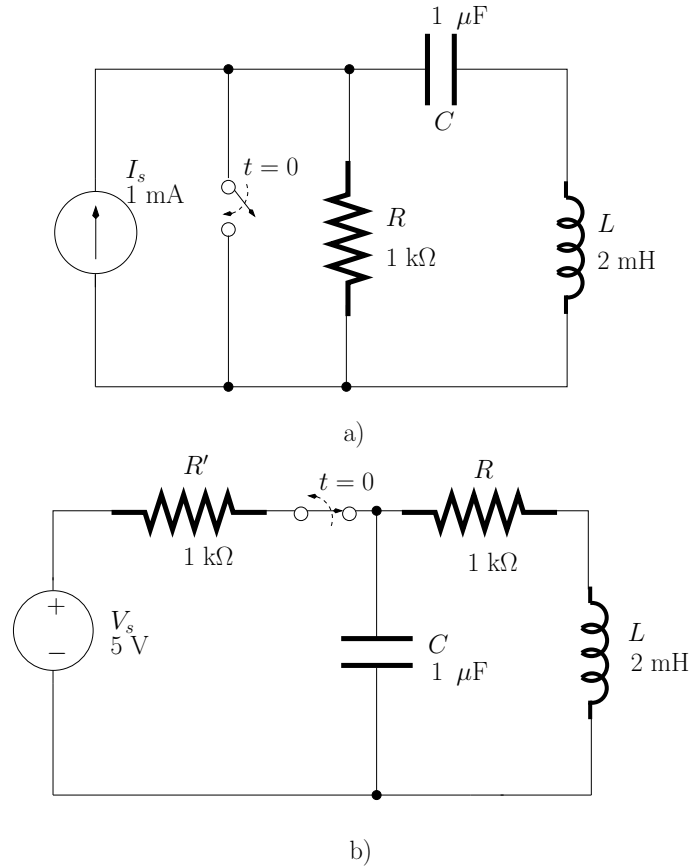 1 μF
C
I_s
1 mA
t = 0
R
1 kΩ
L
2 mH
a)
R′
1 kΩ
t = 0
R
1 kΩ
+
−
V_s
5 V
C
1 μF
L
2 mH
b)